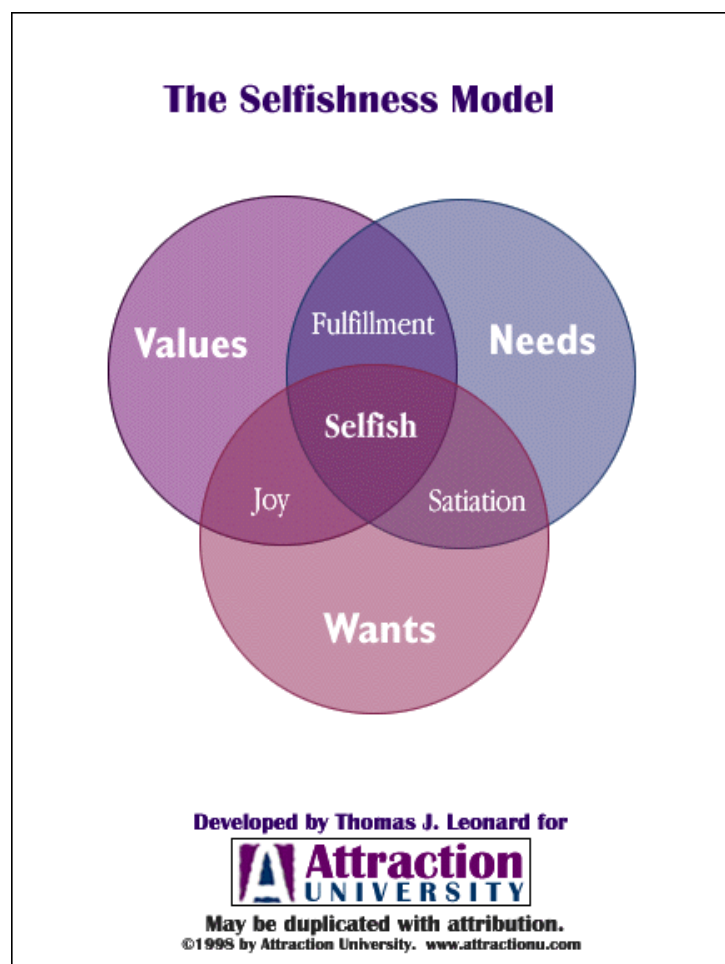 The Selfishness Model
Fulfillment
Values
Needs
Selfish
Joy
Satiation
Wants
Developed by Thomas J. Leonard for
Attraction
UNIVERSITY
May be duplicated with attribution.
©1998 by Attraction University. www.attractionu.com